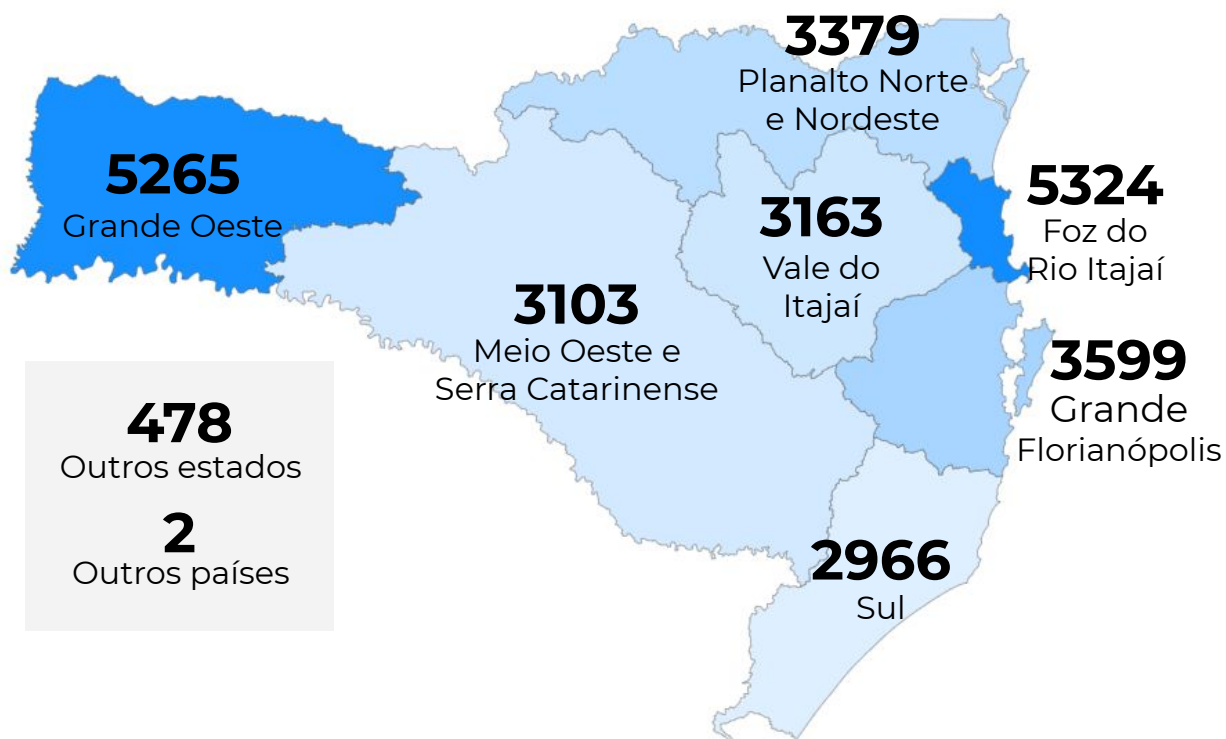 3379
Planalto Norte
e Nordeste
5265
Grande Oeste
3163
Vale do
Itajaí
5324
Foz do
Rio Itajaí
3103
Meio Oeste e
Serra Catarinense
3599
Grande
Florianópolis
478
Outros estados
2
Outros países
2966
Sul